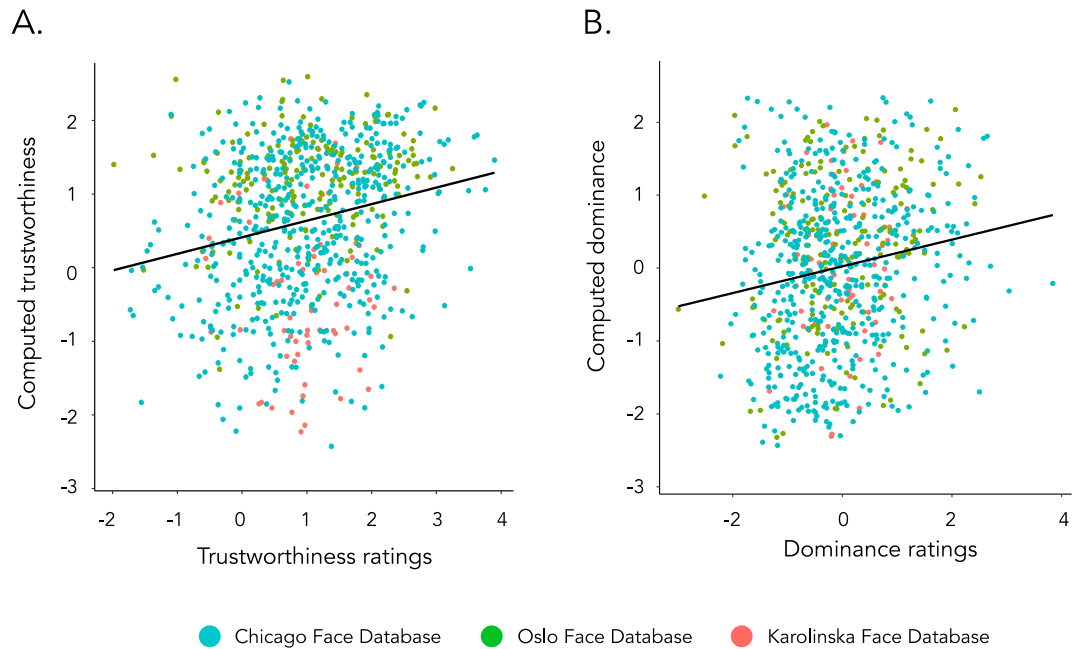 A.
Computed trustworthiness
2
1
0
-1
-2
-3
-2 -1 0 1 2 3 4
Trustworthiness ratings
B.
Computed dominance
2
1
0
-1
-2
-3
-2 0 2 4
Dominance ratings
Chicago Face Database Oslo Face Database Karolinska Face Database